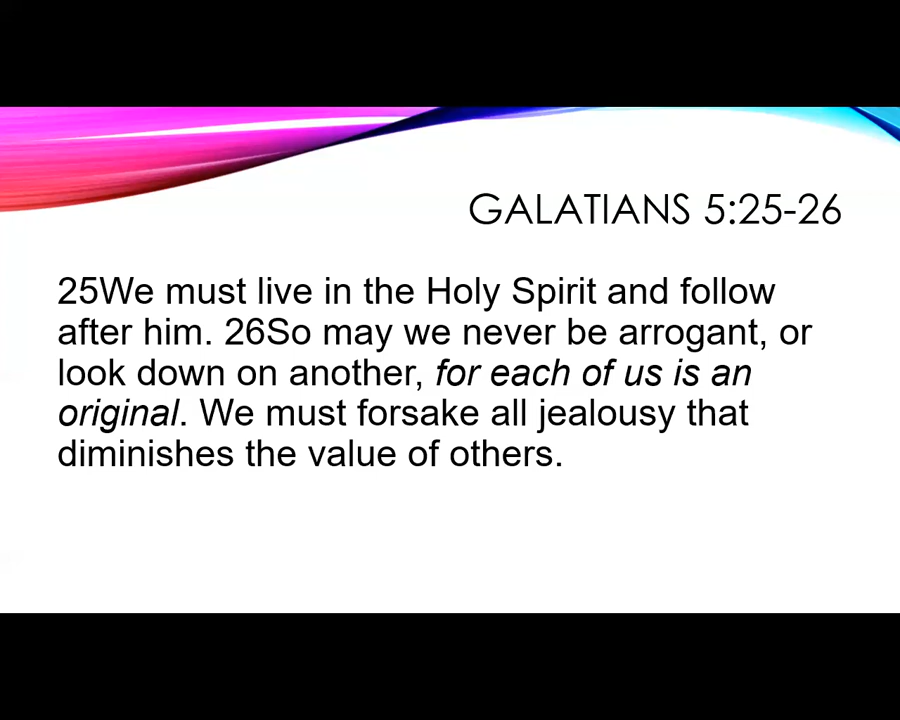 GALATIANS 5:25-26
25We must live in the Holy Spirit and follow
after him. 26So may we never be arrogant, or
look down on another, for each of us is an
original. We must forsake all jealousy that
diminishes the value of others.